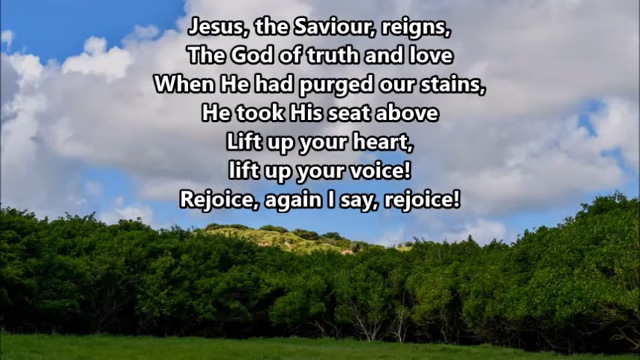 Jesus, the Saviour, reigns,
The God of truth and love
When He had purged our stains,
He took His seat above
Lift up your heart,
lift up your voice!
Rejoice, again I say, rejoice!